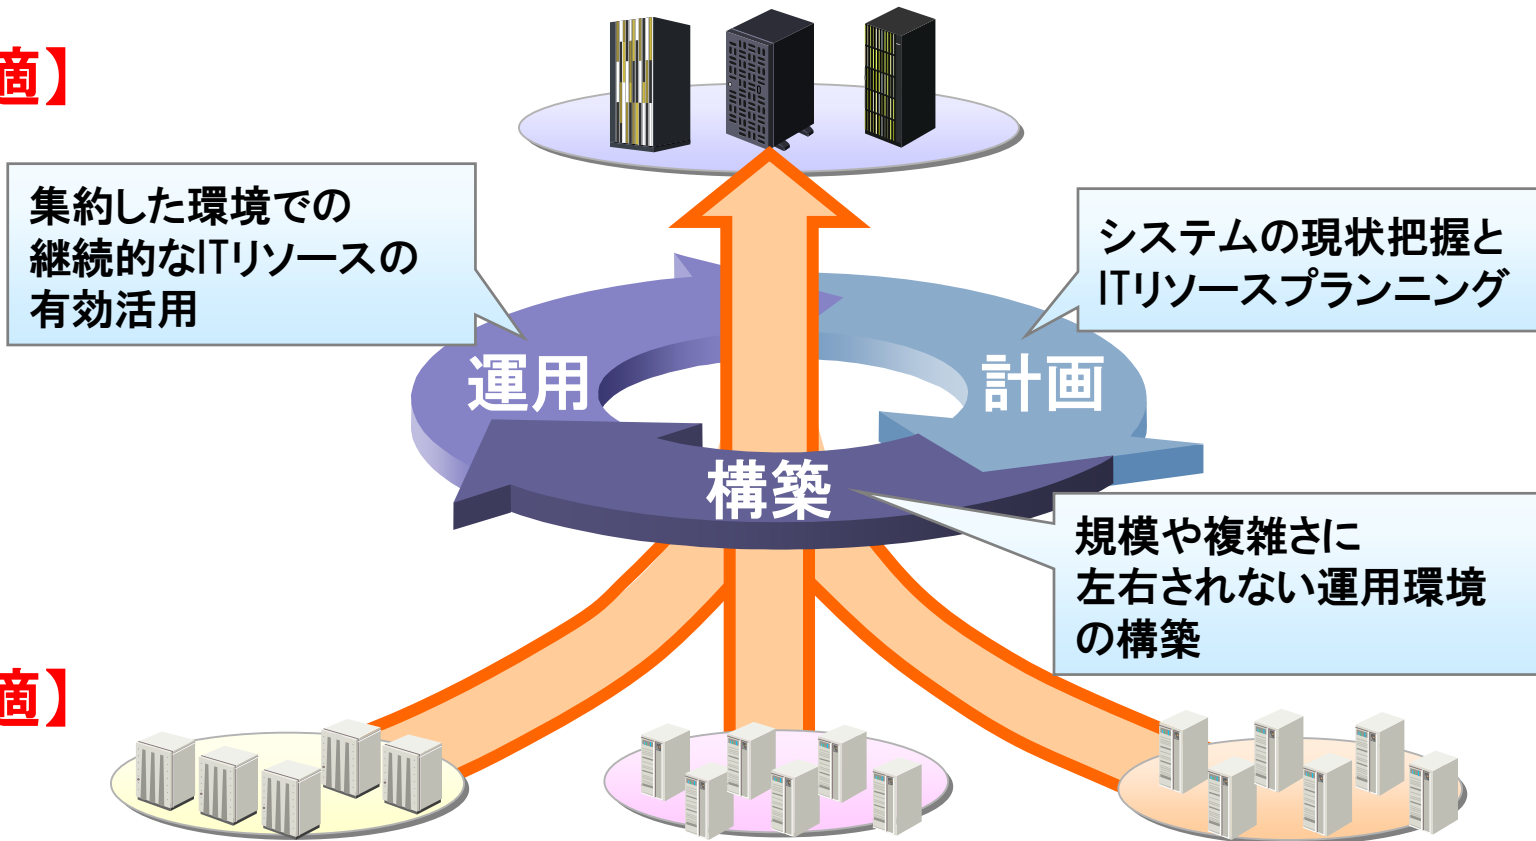 適】
集約した環境での
継続的なITリソースの
有効活用
システムの現状把握と
ITリソースプランニング
運用
計画
構築
規模や複雑さに
左右されない運用環境
の構築
適】